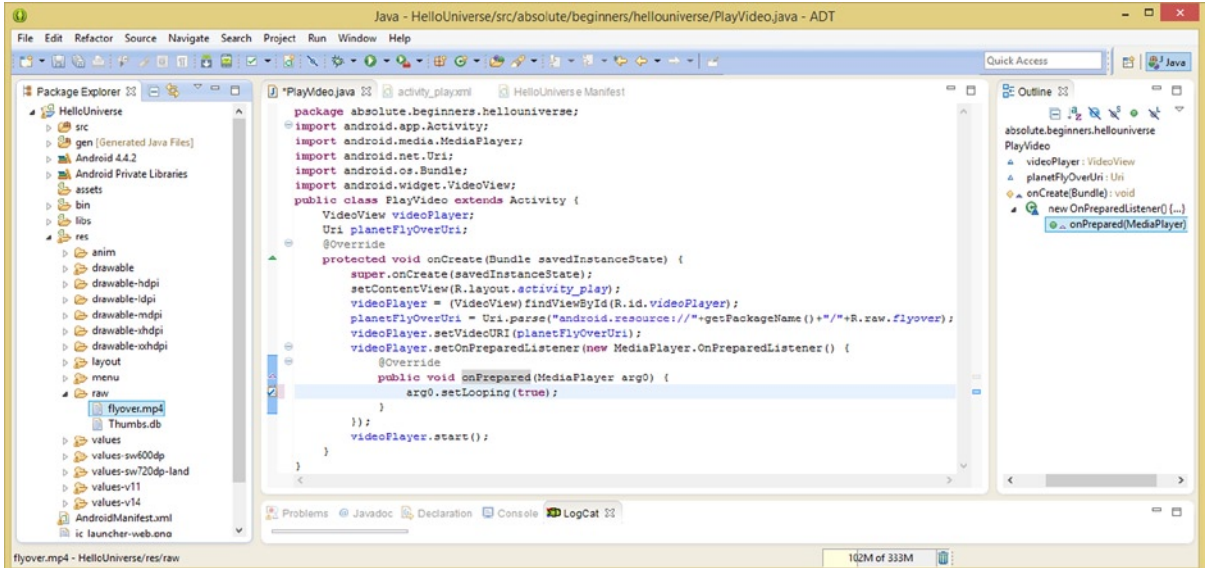 Java - HelloUniverse/src/absolute/beginners/hellouniverse/PlayVideo.java - ADT
File Edit Refactor Source Navigate Search Project Run Window Help
Quick Access
Java
Package Explorer
HelloUniverse
src
gen [Generated Java Files]
Android 4.4.2
Android Private Libraries
assets
bin
libs
res
anim
drawable
drawable-hdpi
drawable-ldpi
drawable-mdpi
drawable-xhdpi
drawable-xxhdpi
layout
menu
raw
flyover.mp4
Thumbs.db
values
values-sw600dp
values-sw720dp-land
values-v11
values-v14
AndroidManifest.xml
ic_launcher-web.png
*PlayVideo.java activity_play.xml HelloUniverse Manifest
package absolute.beginners.hellouniverse;
import android.app.Activity;
import android.media.MediaPlayer;
import android.net.Uri;
import android.os.Bundle;
import android.widget.VideoView;
public class PlayVideo extends Activity {
VideoView videoPlayer;
Uri planetFlyOverUri;
@Override
protected void onCreate(Bundle savedInstanceState) {
super.onCreate(savedInstanceState);
setContentView(R.layout.activity_play);
videoPlayer = (VideoView)findViewById(R.id.videoPlayer);
planetFlyOverUri = Uri.parse("android.resource://"+getPackageName()+"/"+R.raw.flyover);
videoPlayer.setVideoURI(planetFlyOverUri);
videoPlayer.setOnPreparedListener(new MediaPlayer.OnPreparedListener() {
@Override
public void onPrepared(MediaPlayer arg0) {
arg0.setLooping(true);
}
});
videoPlayer.start();
}
}
Outline
absolute.beginners.hellouniverse
PlayVideo
videoPlayer : VideoView
planetFlyOverUri : Uri
onCreate(Bundle) : void
new OnPreparedListener() {...}
onPrepared(MediaPlayer)
Problems @ Javadoc Declaration Console LogCat
flyover.mp4 - HelloUniverse/res/raw
102M of 333M